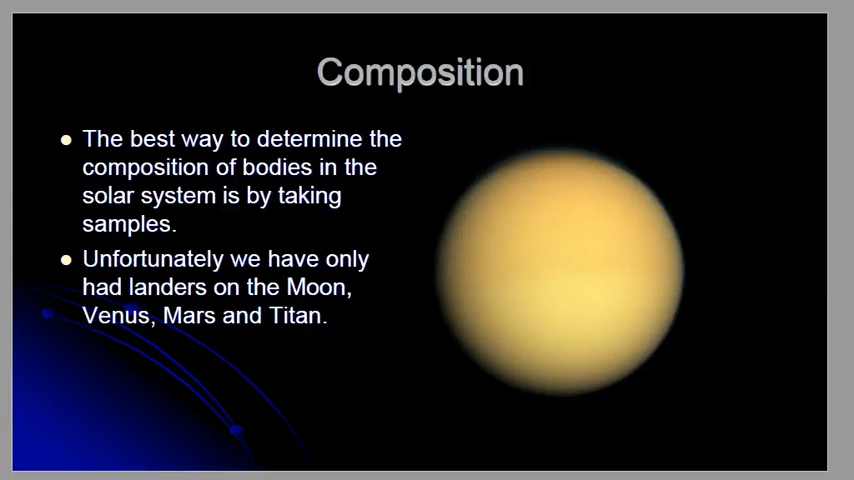 Composition
The best way to determine the
composition of bodies in the
solar system is by taking
samples.
Unfortunately we have only
had landers on the Moon,
Venus, Mars and Titan.